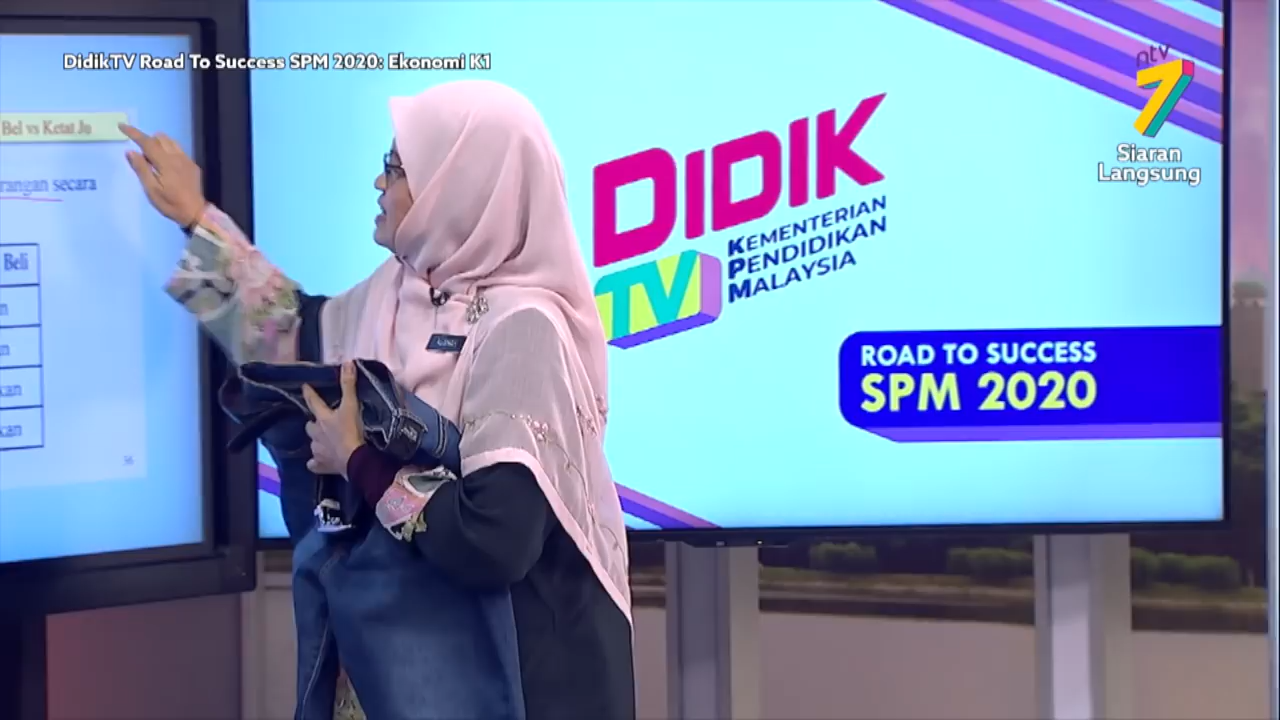 DidikTV Road To Success SPM 2020: Ekonomi K1
ntv
7
Siaran
Langsung
Bel vs Ketat Ju
rangan secara
Beli
n
n
kan
kan
36
DIDIK
TV
KEMENTERIAN
PENDIDIKAN
MALAYSIA
ROAD TO SUCCESS
SPM 2020